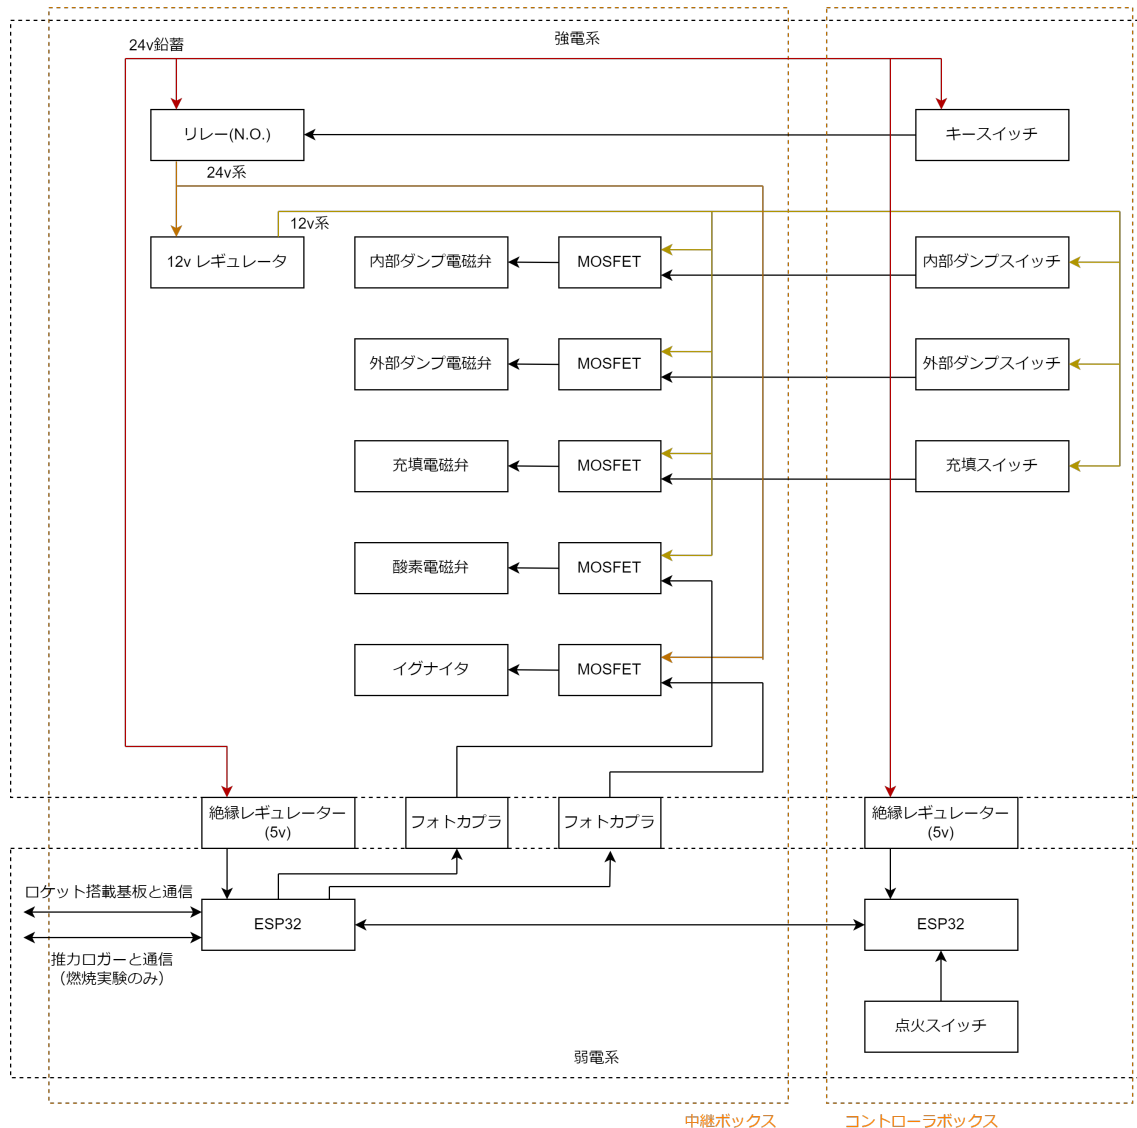 強電系
24v鉛蓄
リレー(N.O.)
キースイッチ
24v系
12v系
12v レギュレータ
内部ダンプ電磁弁
MOSFET
内部ダンプスイッチ
外部ダンプ電磁弁
MOSFET
外部ダンプスイッチ
充填電磁弁
MOSFET
充填スイッチ
酸素電磁弁
MOSFET
イグナイタ
MOSFET
絶縁レギュレーター
(5v)
フォトカプラ
フォトカプラ
絶縁レギュレーター
(5v)
ロケット搭載基板と通信
ESP32
ESP32
推力ロガーと通信
（燃焼実験のみ）
点火スイッチ
弱電系
中継ボックス
コントローラボックス